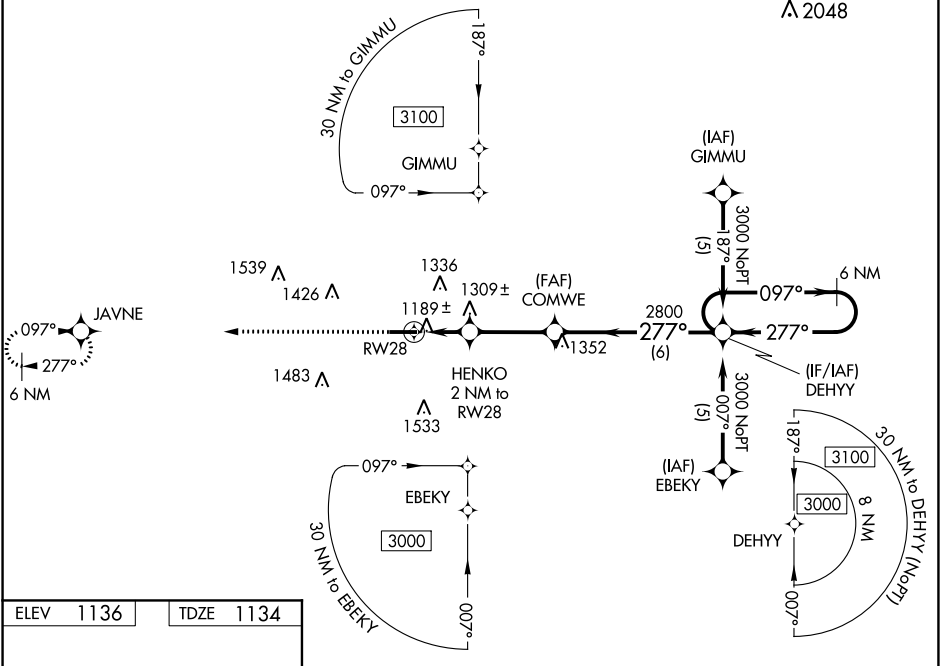 2048
30 NM to GIMMU
187°
3100
GIMMU
097°
(IAF)
GIMMU
3000 NoPT
187°
(5)
6 NM
097°
277°
1539
1426
1336
1309±
1189±
(FAF)
COMWE
2800
277°
(6)
1352
JAVNE
097°
277°
6 NM
RW28
HENKO
2 NM to
RW28
1483
1533
(IF/IAF)
DEHYY
3000 NoPT
007°
(5)
(IAF)
EBEKY
097°
EBEKY
3000
30 NM to EBEKY
007°
187°
30 NM to DEHYY (NoPT)
3100
3000
8 NM
DEHYY
007°
ELEV 1136
TDZE 1134